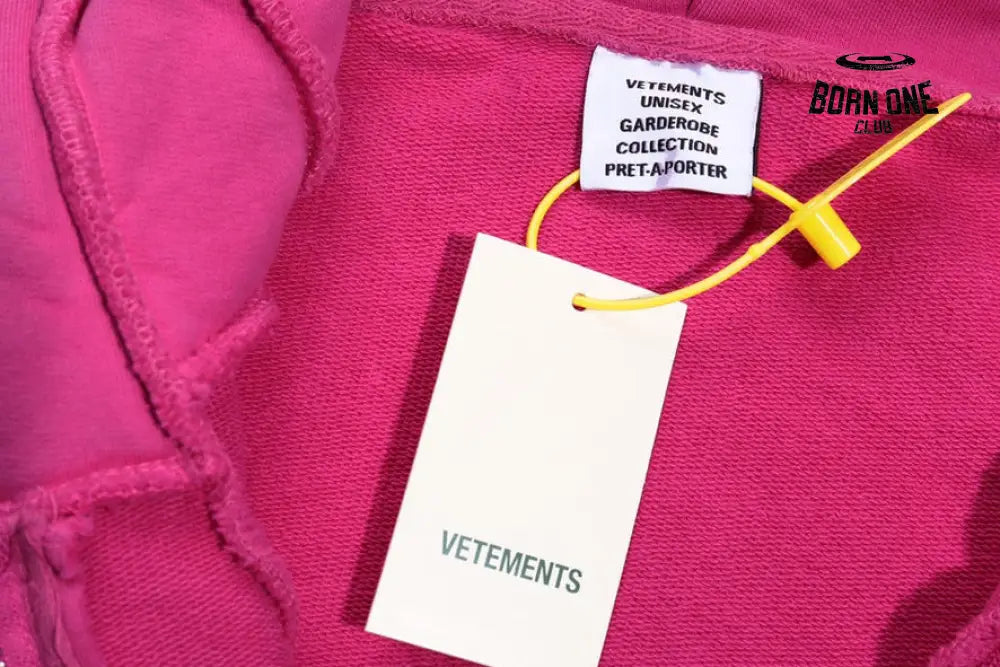 VETEMENTS
UNISEX
GARDEROBE
COLLECTION
PRET-A-PORTER
BORN ONE
CLUB
VETEMENTS